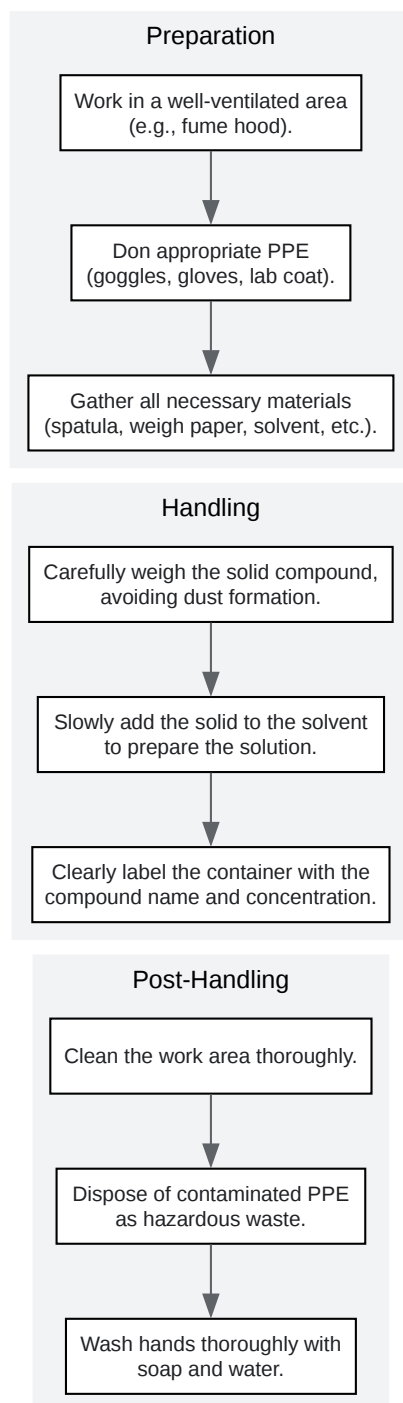 Preparation
Work in a well-ventilated area
(e.g., fume hood).
Don appropriate PPE
(goggles, gloves, lab coat).
Gather all necessary materials
(spatula, weigh paper, solvent, etc.).
Handling
Carefully weigh the solid compound,
avoiding dust formation.
Slowly add the solid to the solvent
to prepare the solution.
Clearly label the container with the
compound name and concentration.
Post-Handling
Clean the work area thoroughly.
Dispose of contaminated PPE
as hazardous waste.
Wash hands thoroughly with
soap and water.